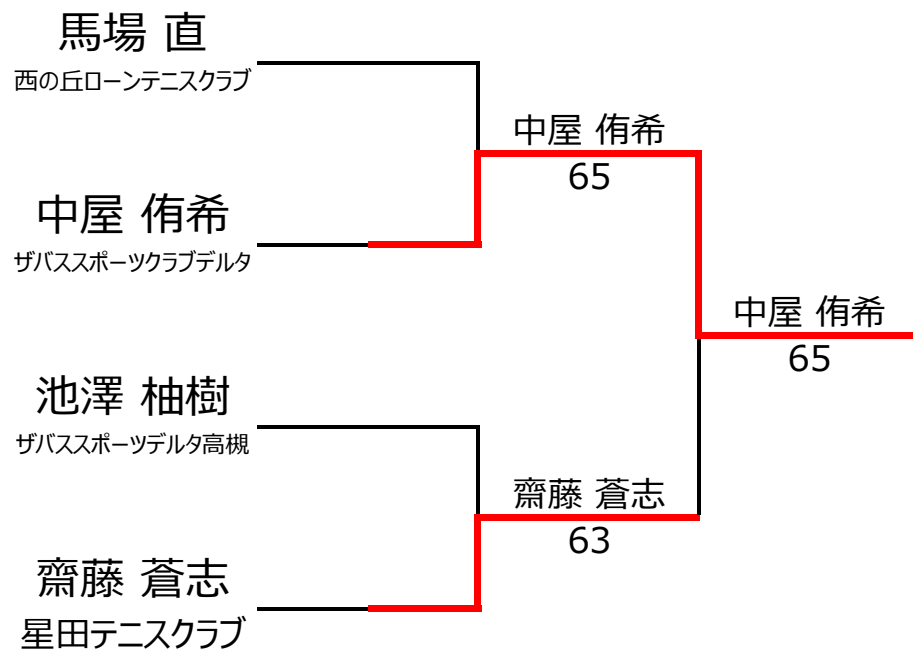 馬場 直
西の丘ローンテニスクラブ
中屋 侑希
65
中屋 侑希
ザバススポーツクラブデルタ
中屋 侑希
65
池澤 柚樹
ザバススポーツデルタ高槻
齋藤 蒼志
63
齋藤 蒼志
星田テニスクラブ